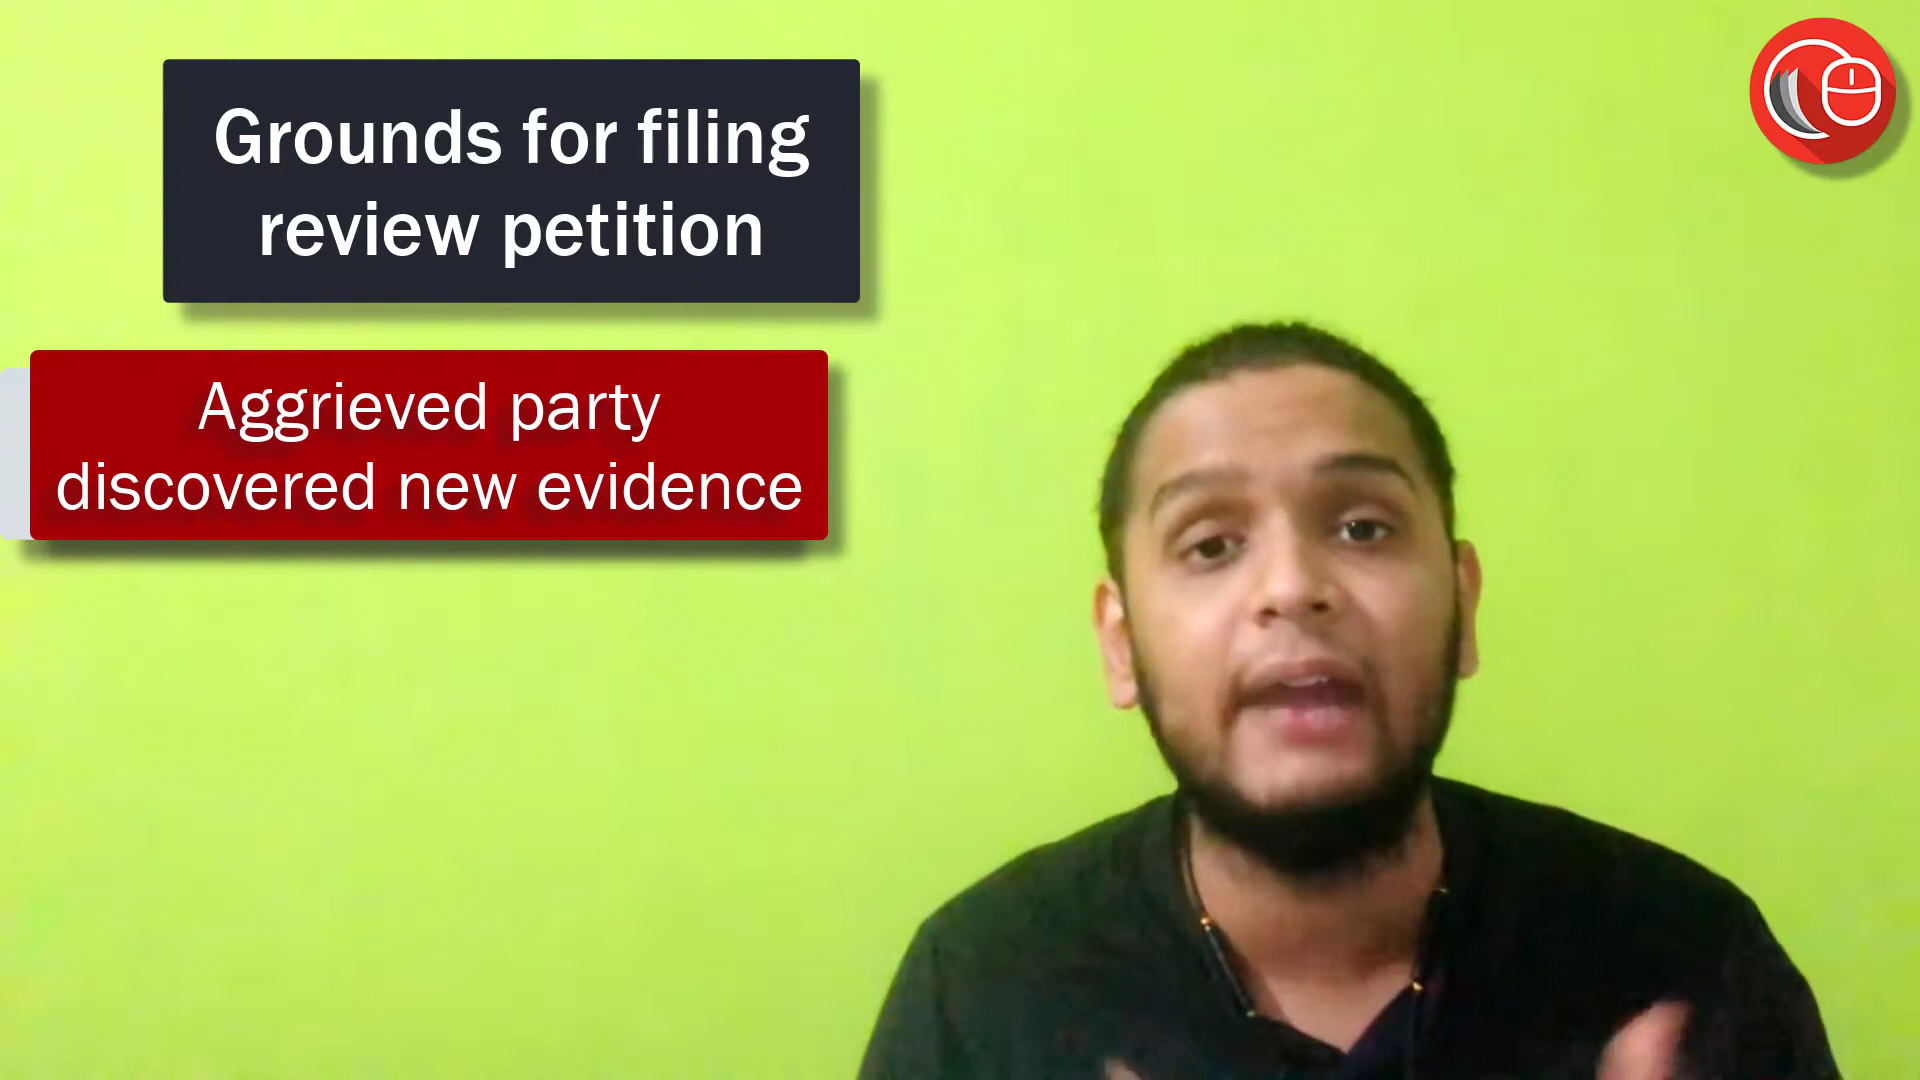 Grounds for filing
review petition
Aggrieved party
discovered new evidence